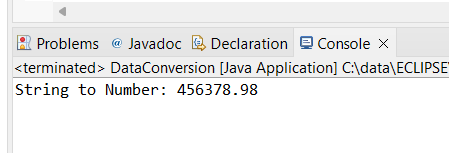 Problems @ Javadoc Declaration Console
<terminated> DataConversion [Java Application] C:\data\ECLIPSE\
String to Number: 456378.98